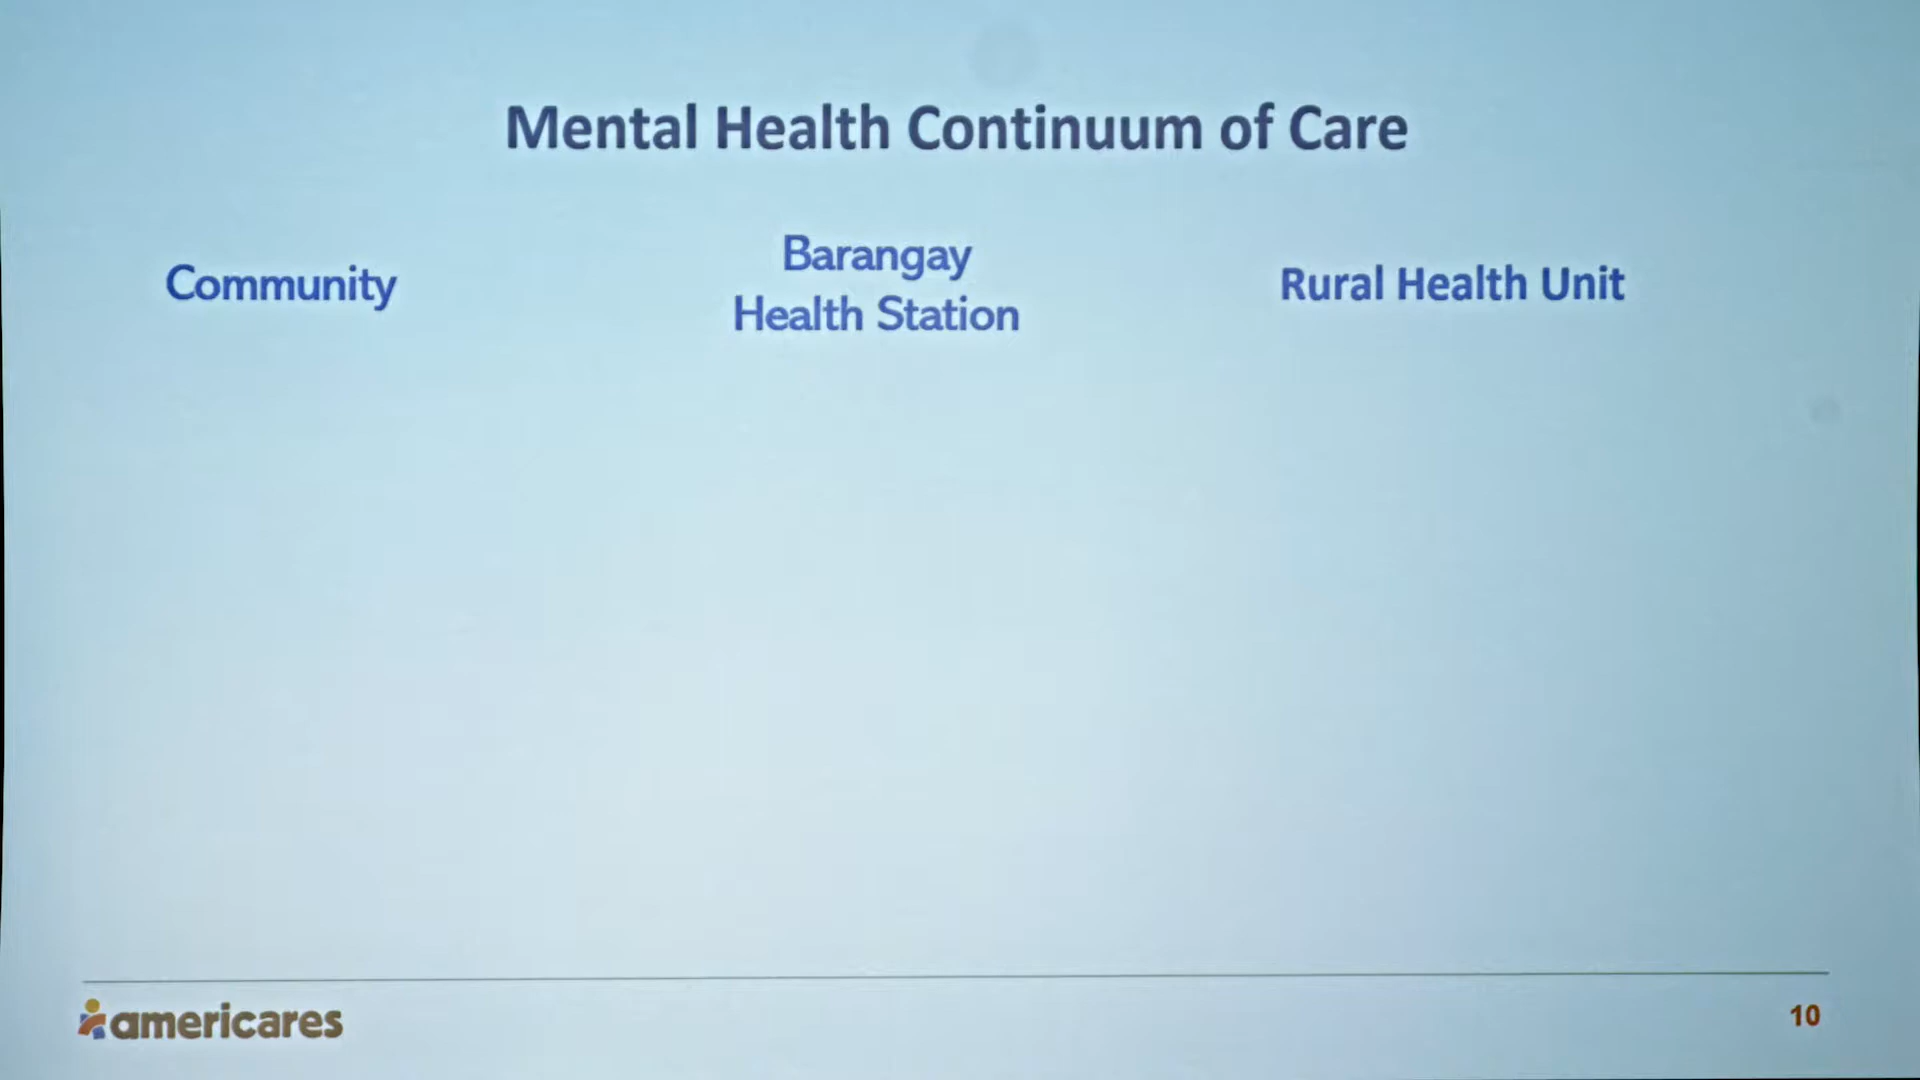 Mental Health Continuum of Care
Community
Barangay
Health Station
Rural Health Unit
americares
10